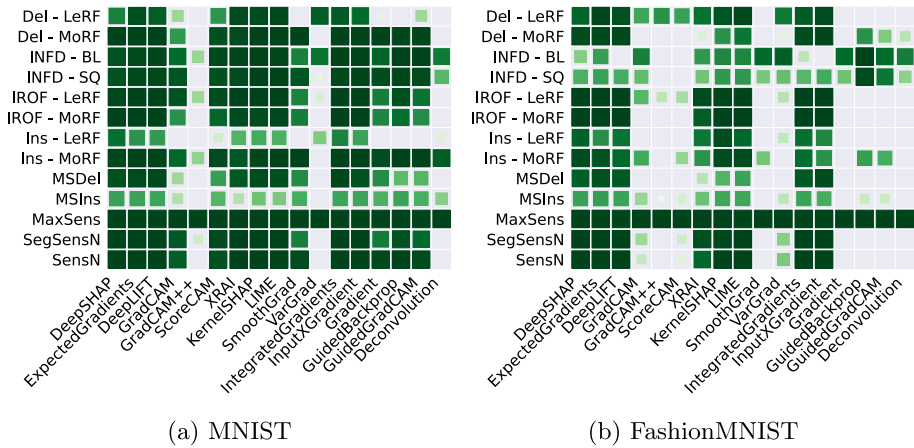 Del - LeRF
Del - MoRF
INFD - BL
INFD - SQ
IROF - LeRF
IROF - MoRF
Ins - LeRF
Ins - MoRF
MSDel
MSIns
MaxSens
SegSensN
SensN
DeepSHAP
ExpectedGradients
DeepLIFT
GradCAM
GradCAM++
ScoreCAM
XRAI
KernelSHAP
LIME
SmoothGrad
VarGrad
IntegratedGradients
InputXGradient
Gradient
GuidedBackprop
GuidedGradCAM
Deconvolution
(a) MNIST
Del - LeRF
Del - MoRF
INFD - BL
INFD - SQ
IROF - LeRF
IROF - MoRF
Ins - LeRF
Ins - MoRF
MSDel
MSIns
MaxSens
SegSensN
SensN
DeepSHAP
ExpectedGradients
DeepLIFT
GradCAM
GradCAM++
ScoreCAM
XRAI
KernelSHAP
LIME
SmoothGrad
VarGrad
IntegratedGradients
InputXGradient
Gradient
GuidedBackprop
GuidedGradCAM
Deconvolution
(b) FashionMNIST